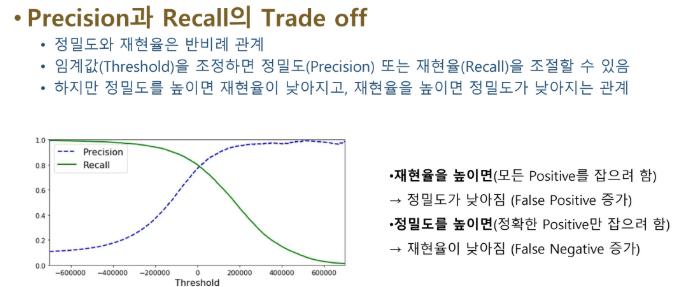 • Precision과 Recall의 Trade off
• 정밀도와 재현율은 반비례 관계
• 임계값(Threshold)을 조정하면 정밀도(Precision) 또는 재현율(Recall)을 조절할 수 있음
• 하지만 정밀도를 높이면 재현율이 낮아지고, 재현율을 높이면 정밀도가 낮아지는 관계
1.0
0.8
0.6
0.4
0.2
0.0
Precision
Recall
-600000 -400000 -200000 0 200000 400000 600000
Threshold
•재현율을 높이면(모든 Positive를 잡으려 함)
→ 정밀도가 낮아짐 (False Positive 증가)
•정밀도를 높이면(정확한 Positive만 잡으려 함)
→ 재현율이 낮아짐 (False Negative 증가)